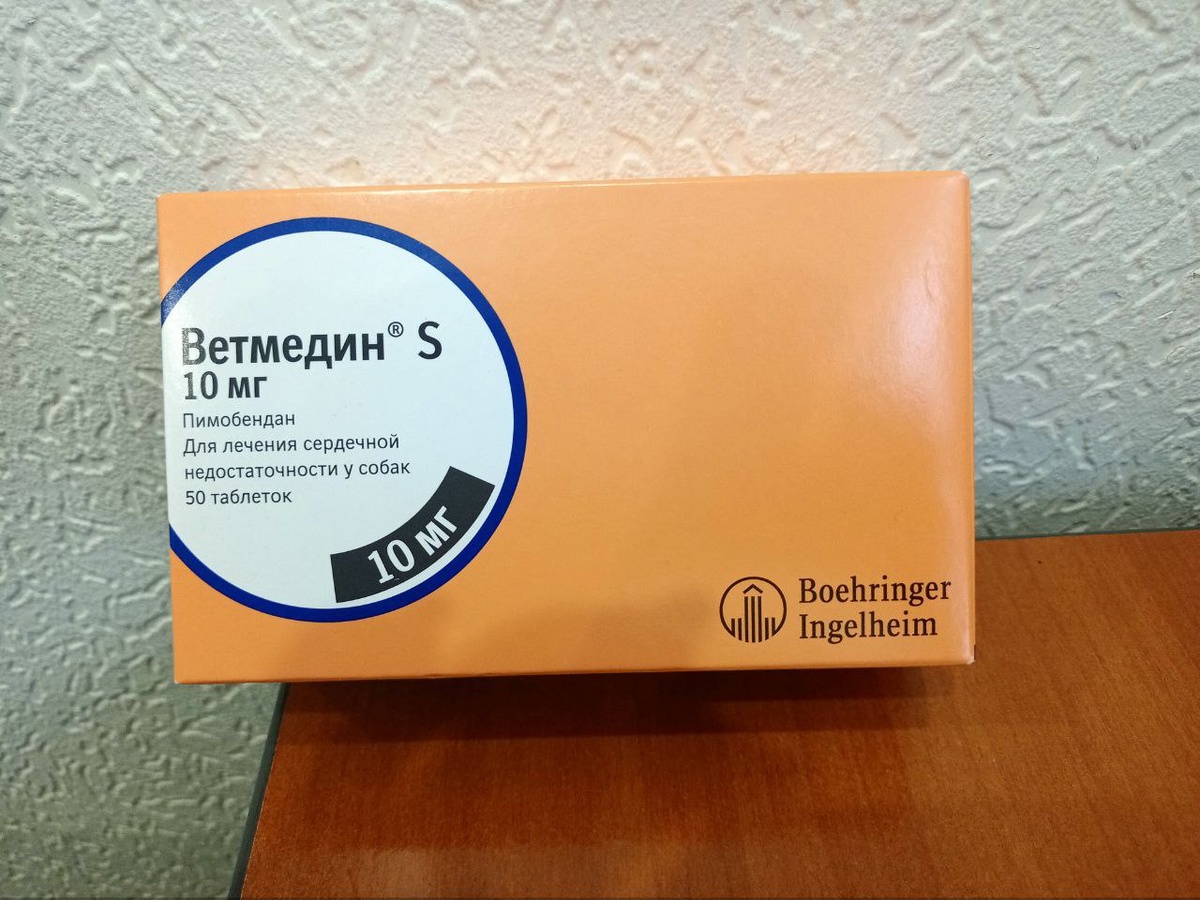 Ветмедин® S
10 мг
Пимобендан
Для лечения сердечной
недостаточности у собак
50 таблеток
10 мг
Boehringer
Ingelheim